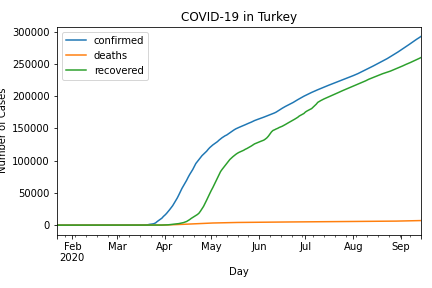 COVID-19 in Turkey
confirmed
deaths
recovered
Number of Cases
300000
250000
200000
150000
100000
50000
0
Feb Mar Apr May Jun Jul Aug Sep
2020
Day